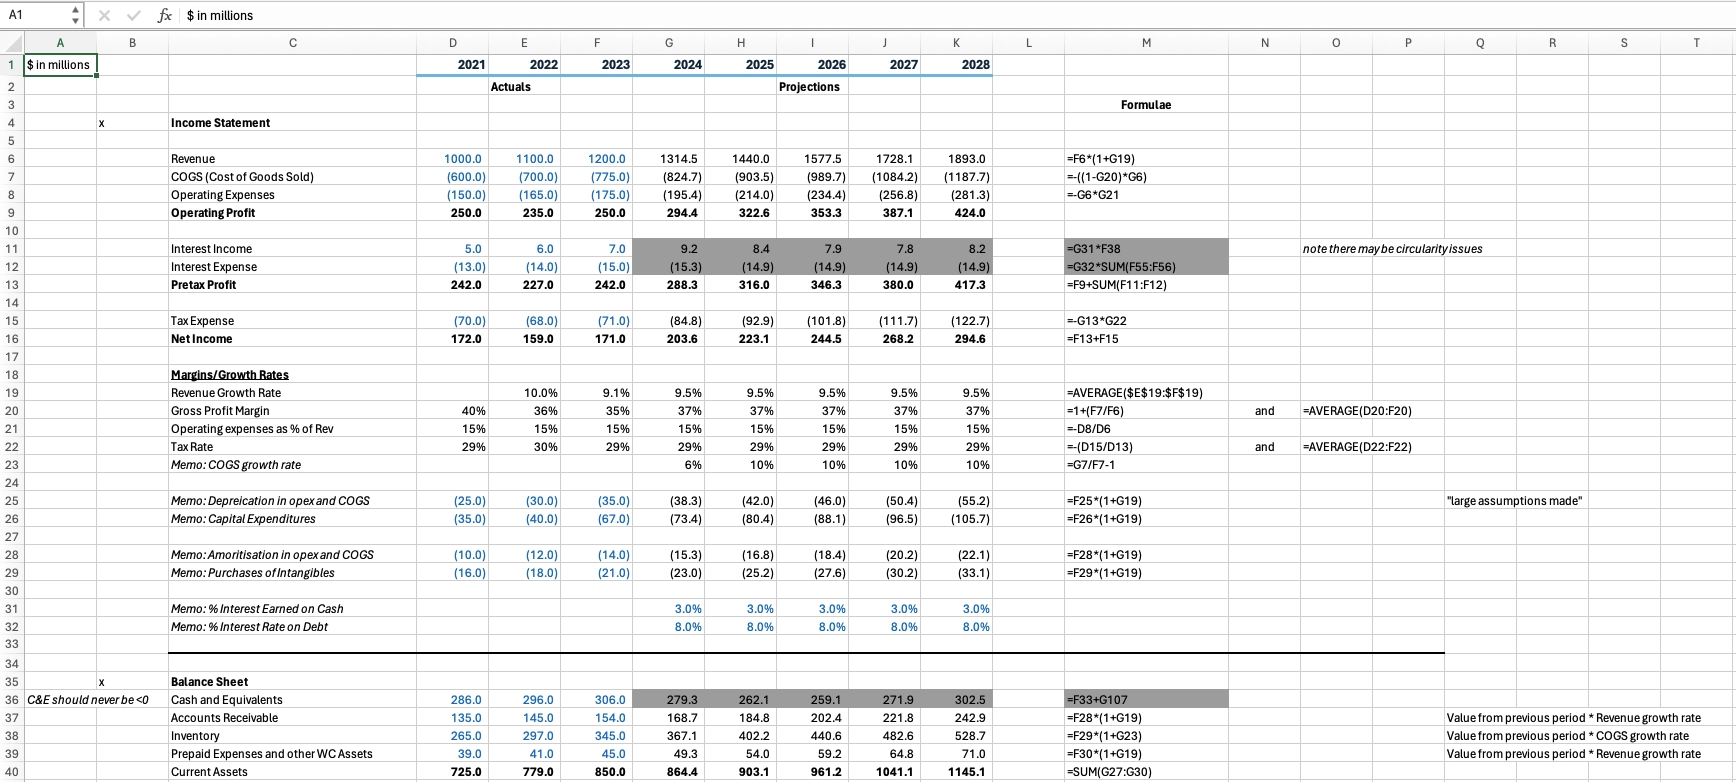 A1 fx $ in millions
A B C D E F G H I J K L M N O P Q R S T
1 $ in millions 2021 2022 2023 2024 2025 2026 2027 2028
2 Actuals Projections
3 Formulae
4 x Income Statement
5
6 Revenue 1000.0 1100.0 1200.0 1314.5 1440.0 1577.5 1728.1 1893.0 =F6*(1+G19)
7 COGS (Cost of Goods Sold) (600.0) (700.0) (775.0) (824.7) (903.5) (989.7) (1084.2) (1187.7) =-((1-G20)*G6)
8 Operating Expenses (150.0) (165.0) (175.0) (195.4) (214.0) (234.4) (256.8) (281.3) =-G6*G21
9 Operating Profit 250.0 235.0 250.0 294.4 322.6 353.3 387.1 424.0
10
11 Interest Income 5.0 6.0 7.0 9.2 8.4 7.9 7.8 8.2 =G31*F38 note there may be circularity issues
12 Interest Expense (13.0) (14.0) (15.0) (15.3) (14.9) (14.9) (14.9) (14.9) =G32*SUM(F55:F56)
13 Pretax Profit 242.0 227.0 242.0 288.3 316.0 346.3 380.0 417.3 =F9+SUM(F11:F12)
14
15 Tax Expense (70.0) (68.0) (71.0) (84.8) (92.9) (101.8) (111.7) (122.7) =-G13*G22
16 Net Income 172.0 159.0 171.0 203.6 223.1 244.5 268.2 294.6 =F13+F15
17
18 Margins/Growth Rates
19 Revenue Growth Rate 10.0% 9.1% 9.5% 9.5% 9.5% 9.5% 9.5% =AVERAGE($E$19:$F$19)
20 Gross Profit Margin 40% 36% 35% 37% 37% 37% 37% 37% =1+(F7/F6) and =AVERAGE(D20:F20)
21 Operating expenses as % of Rev 15% 15% 15% 15% 15% 15% 15% 15% =-D8/D6
22 Tax Rate 29% 30% 29% 29% 29% 29% 29% 29% =-(D15/D13) and =AVERAGE(D22:F22)
23 Memo: COGS growth rate 6% 10% 10% 10% 10% =G7/F7-1
24
25 Memo: Depreication in opex and COGS (25.0) (30.0) (35.0) (38.3) (42.0) (46.0) (50.4) (55.2) =F25*(1+G19) "large assumptions made"
26 Memo: Capital Expenditures (35.0) (40.0) (67.0) (73.4) (80.4) (88.1) (96.5) (105.7) =F26*(1+G19)
27
28 Memo: Amoritisation in opex and COGS (10.0) (12.0) (14.0) (15.3) (16.8) (18.4) (20.2) (22.1) =F28*(1+G19)
29 Memo: Purchases of Intangibles (16.0) (18.0) (21.0) (23.0) (25.2) (27.6) (30.2) (33.1) =F29*(1+G19)
30
31 Memo: % Interest Earned on Cash 3.0% 3.0% 3.0% 3.0% 3.0%
32 Memo: % Interest Rate on Debt 8.0% 8.0% 8.0% 8.0% 8.0%
33
34
35 x Balance Sheet
36 C&E should never be <0 Cash and Equivalents 286.0 296.0 306.0 279.3 262.1 259.1 271.9 302.5 =F33+G107
37 Accounts Receivable 135.0 145.0 154.0 168.7 184.8 202.4 221.8 242.9 =F28*(1+G19) Value from previous period * Revenue growth rate
38 Inventory 265.0 297.0 345.0 367.1 402.2 440.6 482.6 528.7 =F29*(1+G23) Value from previous period * COGS growth rate
39 Prepaid Expenses and other WC Assets 39.0 41.0 45.0 49.3 54.0 59.2 64.8 71.0 =F30*(1+G19) Value from previous period * Revenue growth rate
40 Current Assets 725.0 779.0 850.0 864.4 903.1 961.2 1041.1 1145.1 =SUM(G27:G30)